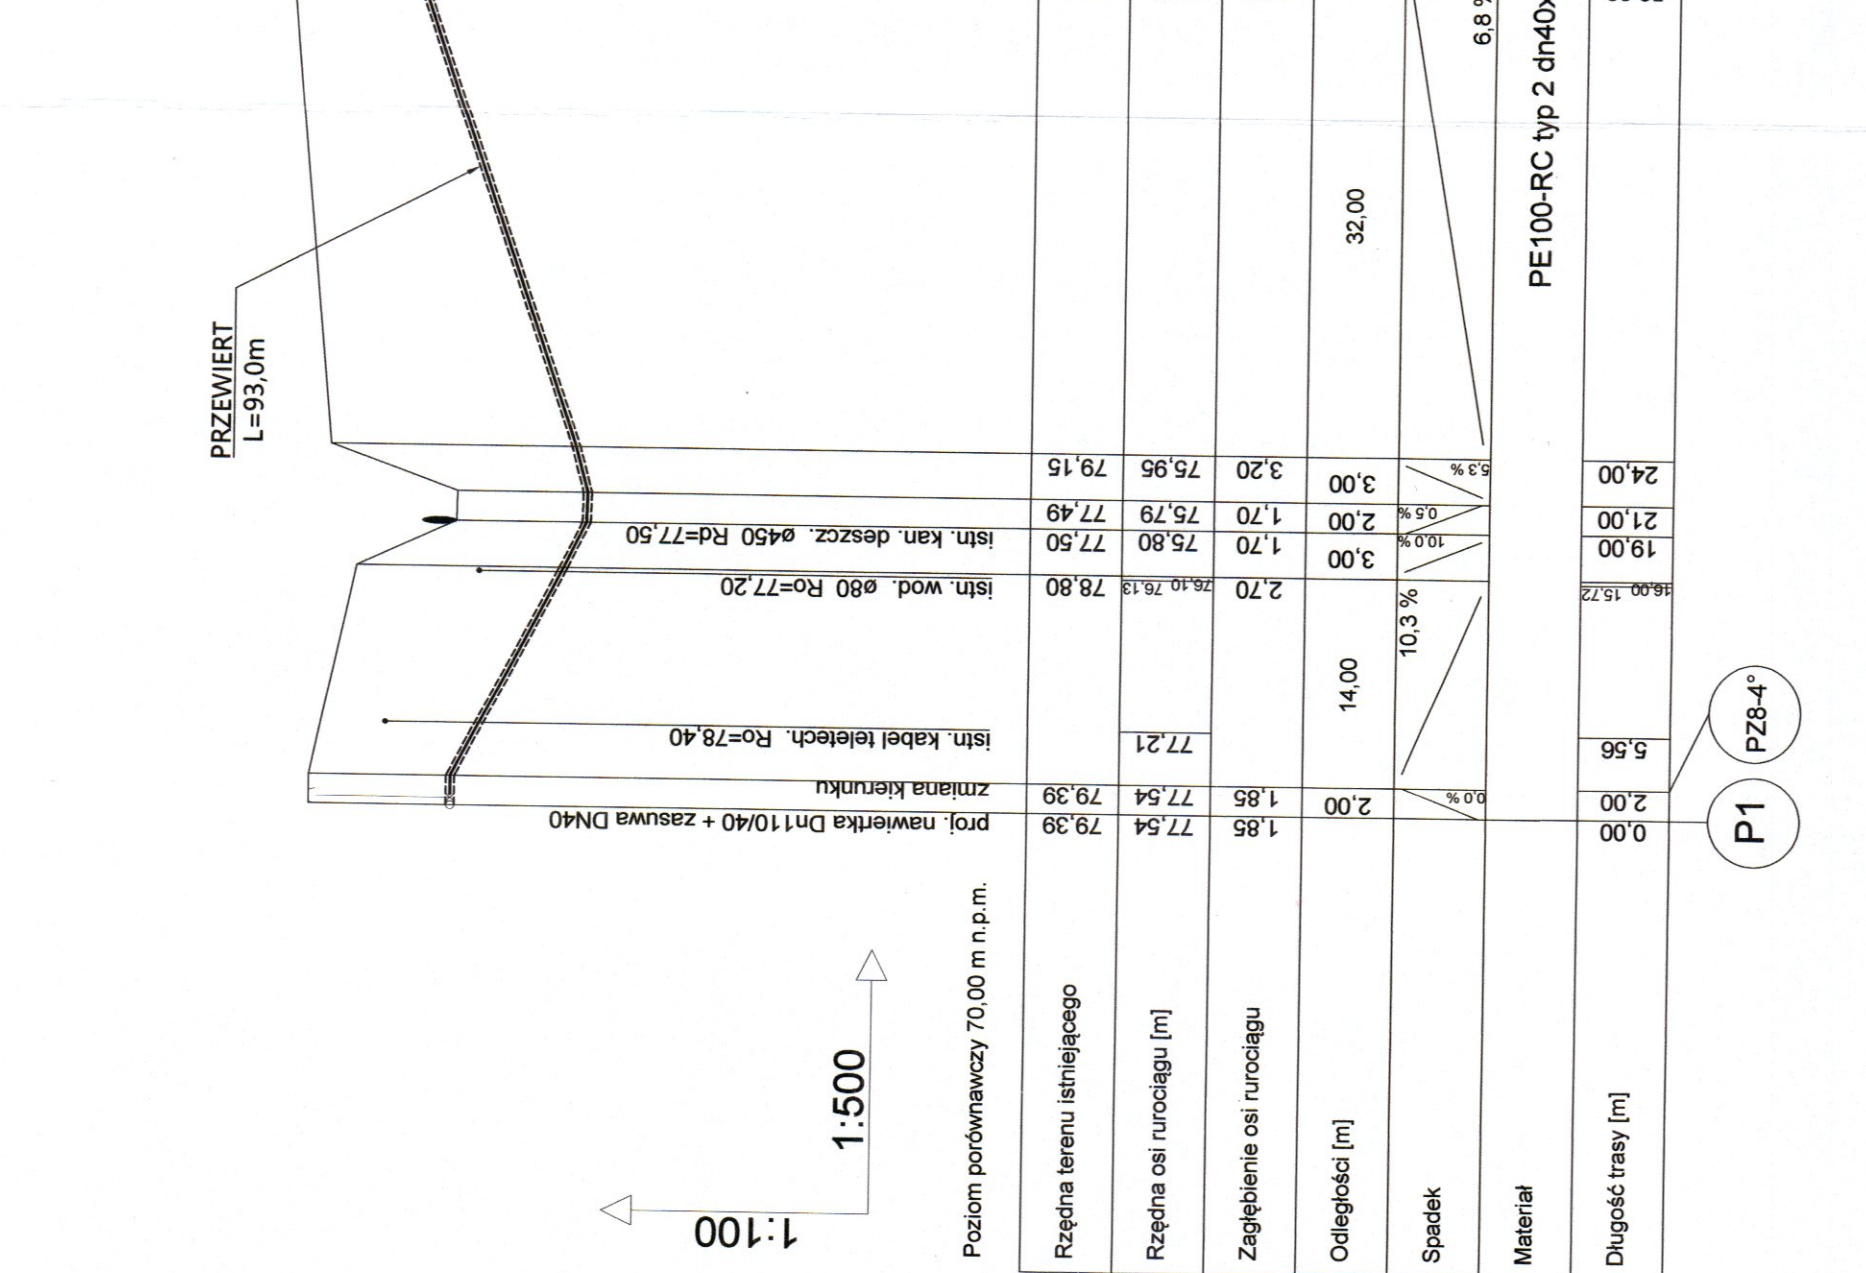 PRZEWIERT
L=93,0m
proj. nawiertka Dn110/40 + zasuwa DN40
zmiana kierunku
istn. kabel teletech. Ro=78,40
istn. wod. ø80 Ro=77,20
istn. kan. deszcz. ø450 Rd=77,50
1:100
1:500
Poziom porównawczy 70,00 m n.p.m.
Rzędna terenu istniejącego
79,39 79,39 78,80 77,50 77,49 79,15
Rzędna osi rurociągu [m]
77,54 77,54 77,21 76,10 76,13 75,80 75,79 75,95
Zagłębienie osi rurociągu
1,85 1,85 2,70 1,70 1,70 3,20
Odległości [m]
2,00 14,00 3,00 2,00 3,00 32,00
Spadek
0,0 % 10,3 % 10,0 % 0,5 % 5,3 % 6,8
Materiał
PE100-RC typ 2 dn40x
Długość trasy [m]
0,00 2,00 5,56 16,00 15,72 19,00 21,00 24,00
P1
PZ8-4°